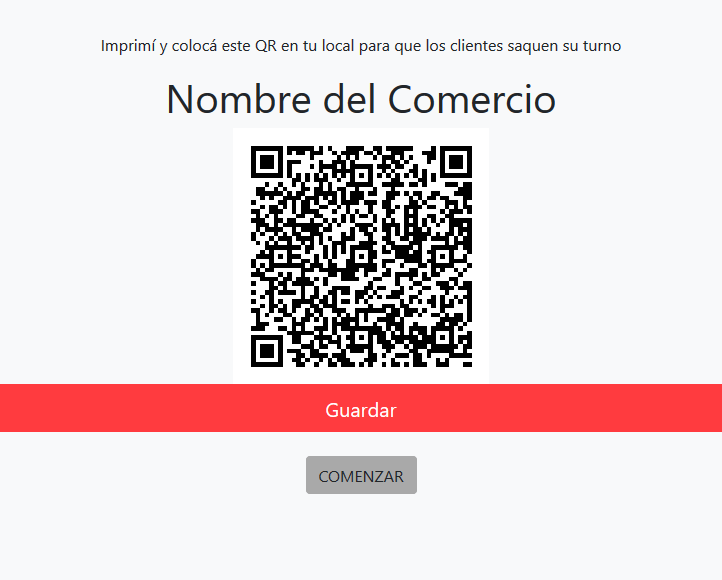 Imprimí y colocá este QR en tu local para que los clientes saquen su turno
Nombre del Comercio
Guardar
COMENZAR